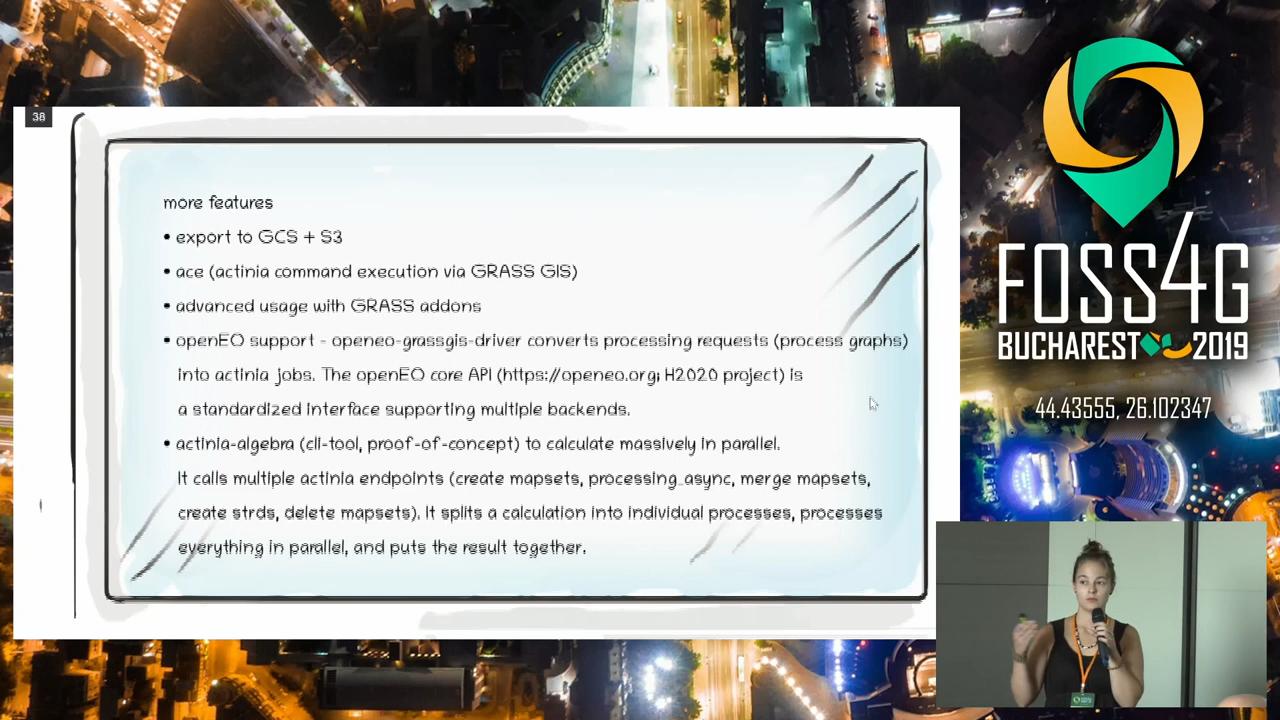 38
more features
• export to GCS + S3
• ace (actinia command execution via GRASS GIS)
• advanced usage with GRASS addons
• openEO support - openeo-grassgis-driver converts processing requests (process graphs)
into actinia jobs. The openEO core API (https://openeo.org; H2020 project) is
a standardized interface supporting multiple backends.
• actinia-algebra (cli-tool, proof-of-concept) to calculate massively in parallel.
It calls multiple actinia endpoints (create mapsets, processing_async, merge mapsets,
create strds, delete mapsets). It splits a calculation into individual processes, processes
everything in parallel, and puts the result together.
FOSS4G
BUCHAREST 2019
44.43555, 26.102347